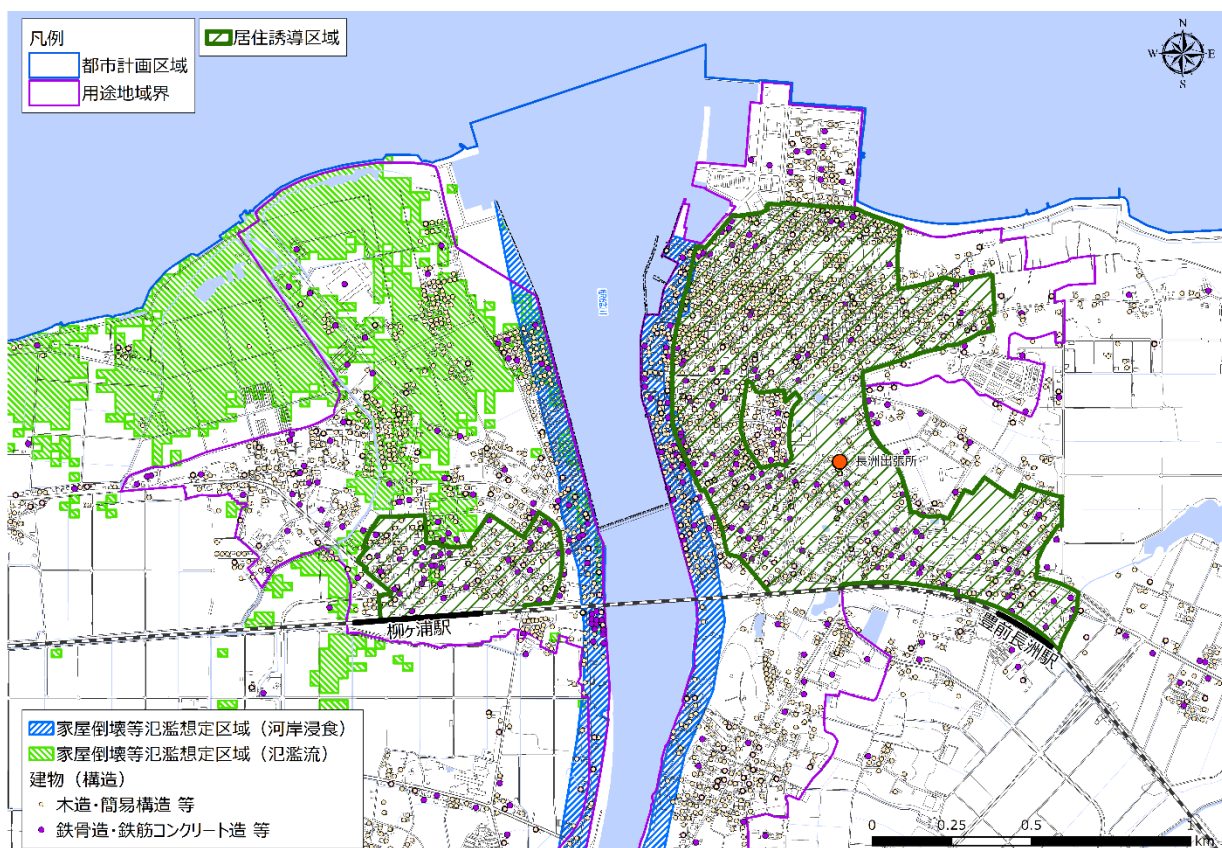 凡例
都市計画区域
用途地域界
居住誘導区域
N
W E
S
長洲出張所
柳ヶ浦駅
豊前長洲駅
家屋倒壊等氾濫想定区域（河岸浸食）
家屋倒壊等氾濫想定区域（氾濫流）
建物（構造）
木造・簡易構造 等
鉄骨造・鉄筋コンクリート造 等
0 0.25 0.5 1
km